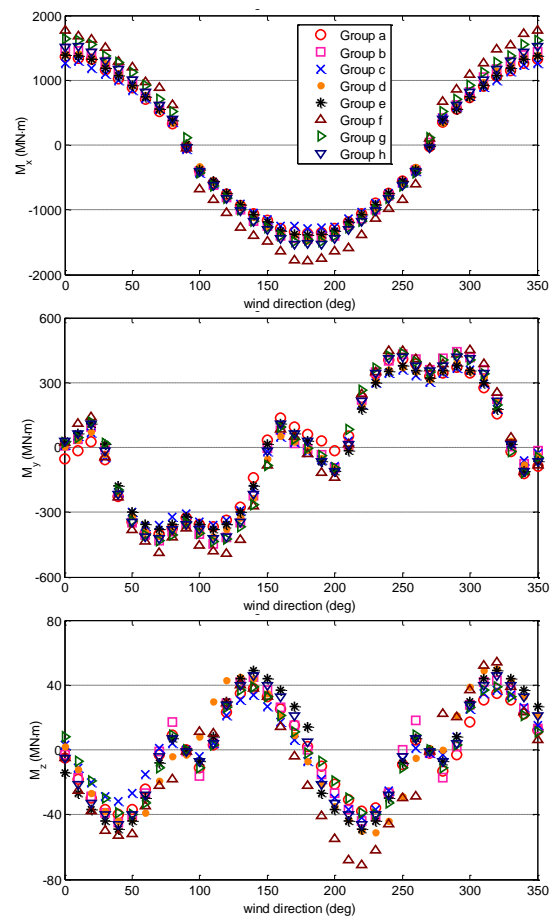 2000
1000
0
-1000
-2000
M_x (MN·m)
Group a
Group b
Group c
Group d
Group e
Group f
Group g
Group h
0 50 100 150 200 250 300 350
wind direction (deg)
600
300
0
-300
-600
M_y (MN·m)
0 50 100 150 200 250 300 350
wind direction (deg)
80
40
0
-40
-80
M_z (MN·m)
0 50 100 150 200 250 300 350
wind direction (deg)